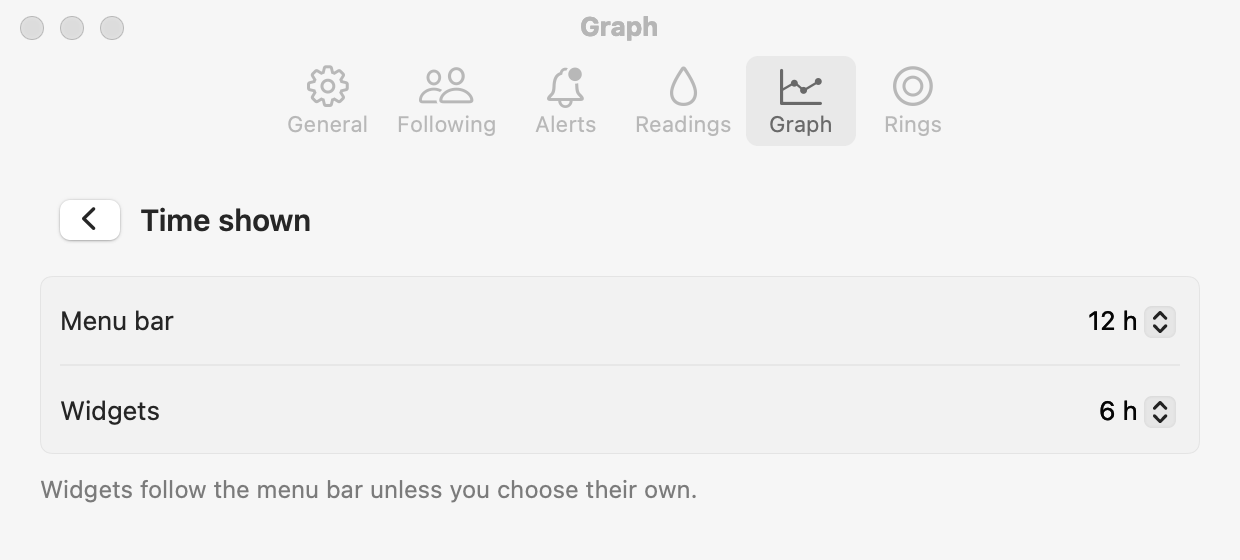 Graph
General Following Alerts Readings Graph Rings
Time shown
Menu bar 12 h
Widgets 6 h
Widgets follow the menu bar unless you choose their own.